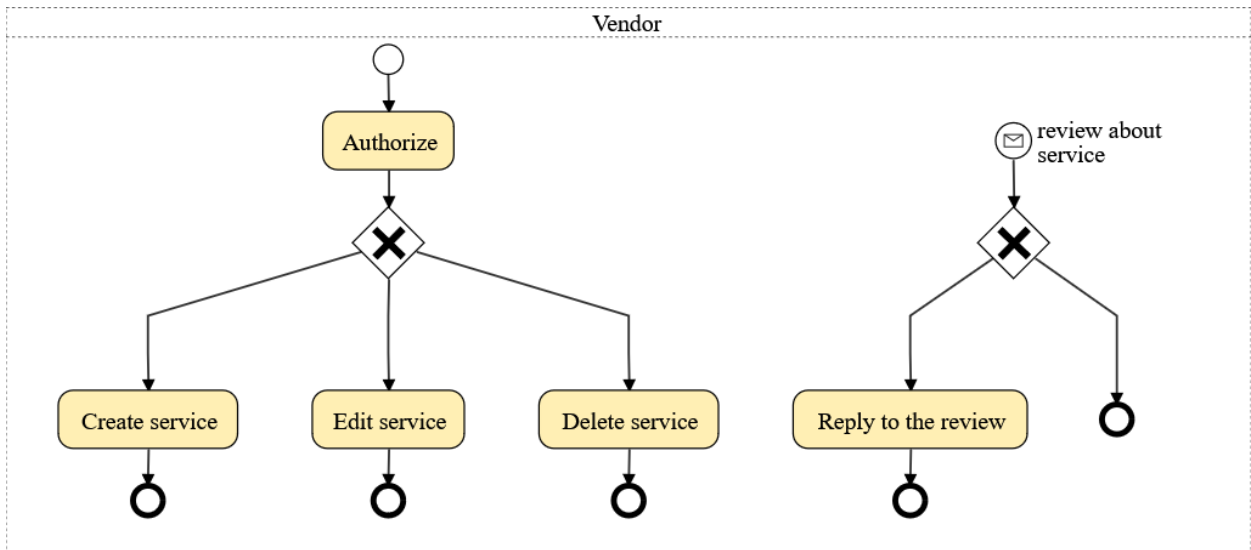 Vendor
Authorize
review about
service
Create service
Edit service
Delete service
Reply to the review